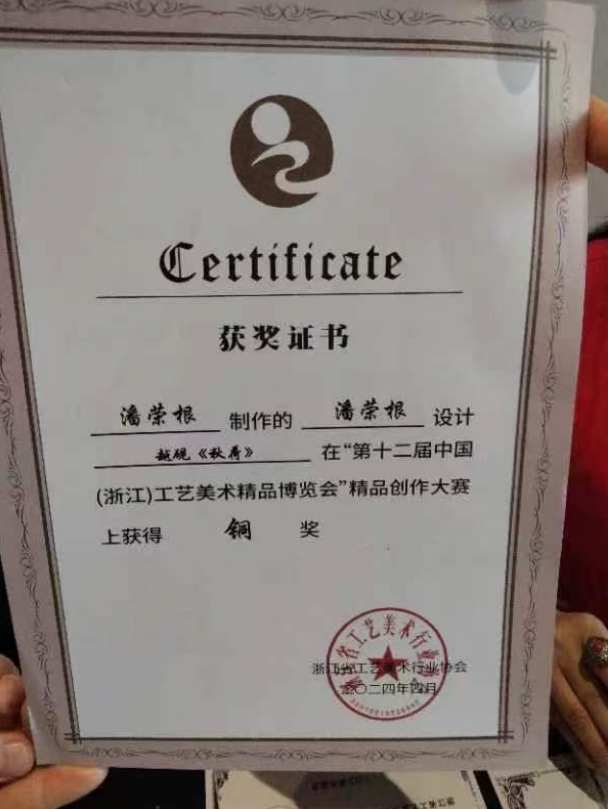 Certificate
获奖证书
潘荣根 制作的 潘荣根 设计
越砚《秋荷》 在“第十二届中国
(浙江)工艺美术精品博览会”精品创作大赛
上获得 铜 奖
浙江省工艺美术行业协会
二〇二四年四月